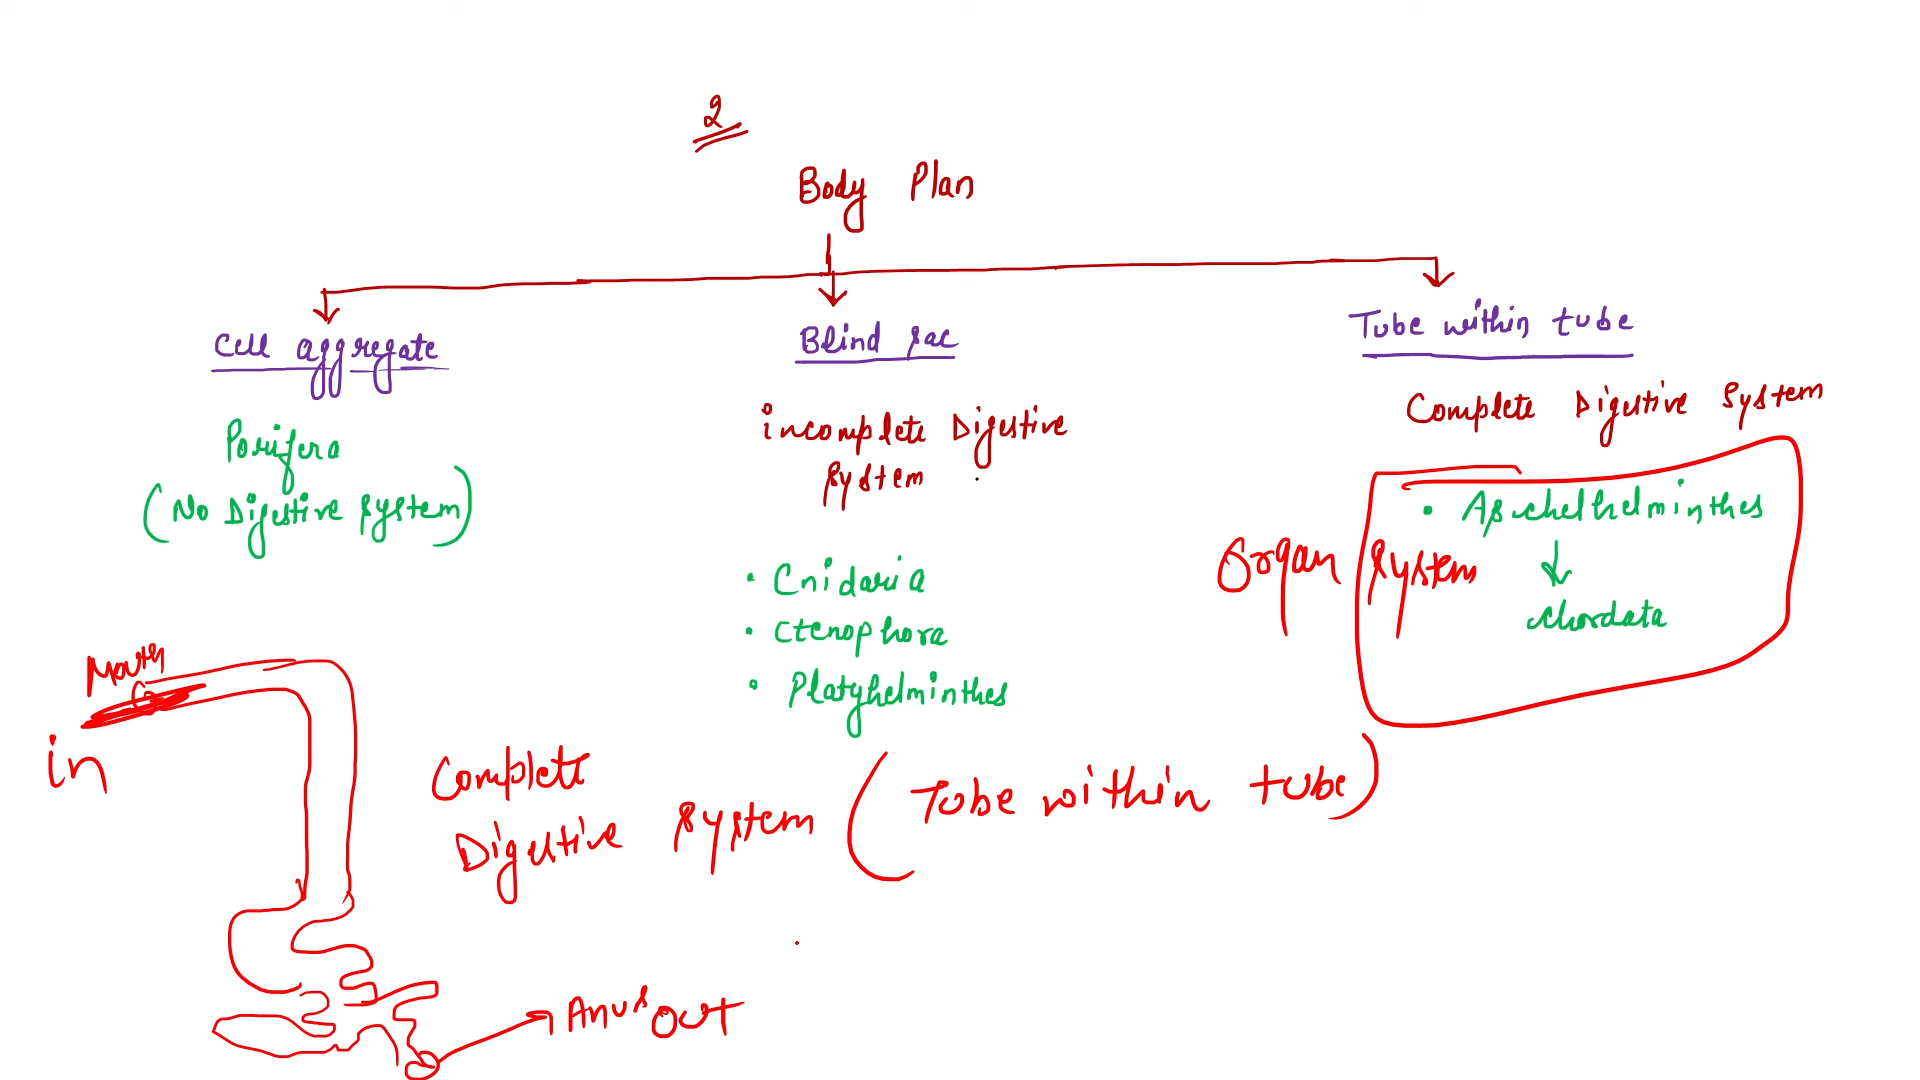 2
Body Plan
Cell aggregate
Porifera
(No Digestive system)
Blind sac
incomplete Digestive
system
• Cnidaria
• Ctenophora
• Platyhelminthes
Tube within tube
Complete Digestive System
• Aschelhelminthes
↓
chordata
Organ system
Mouth
in
Complete
Digestive system (Tube within tube)
Anus out